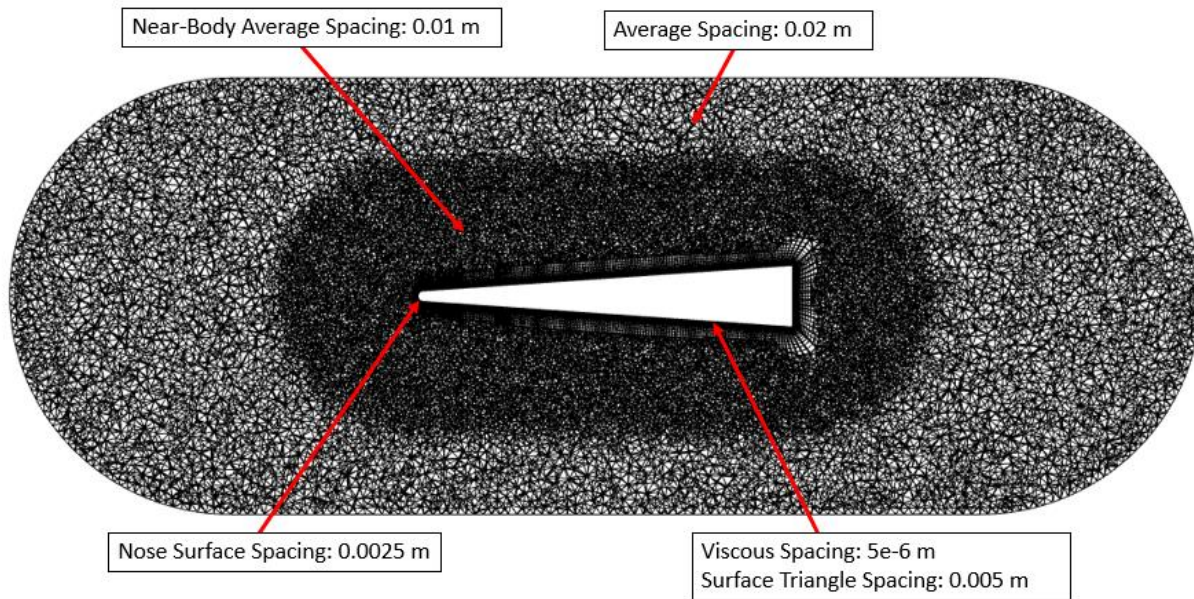 Near-Body Average Spacing: 0.01 m
Average Spacing: 0.02 m
Nose Surface Spacing: 0.0025 m
Viscous Spacing: 5e-6 m
Surface Triangle Spacing: 0.005 m